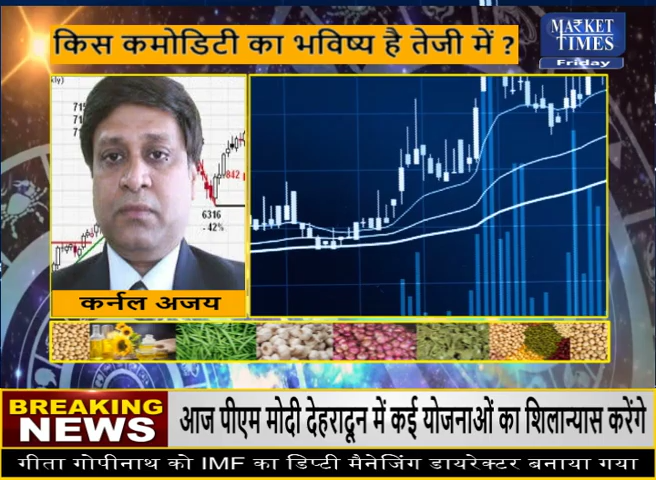 किस कमोडिटी का भविष्य है तेजी में ?
MARKET
TIMES
Friday
842
6316
- 42%
कर्नल अजय
BREAKING
NEWS
आज पीएम मोदी देहरादून में कई योजनाओं का शिलान्यास करेंगे
गीता गोपीनाथ को IMF का डिप्टी मैनेजिंग डायरेक्टर बनाया गया